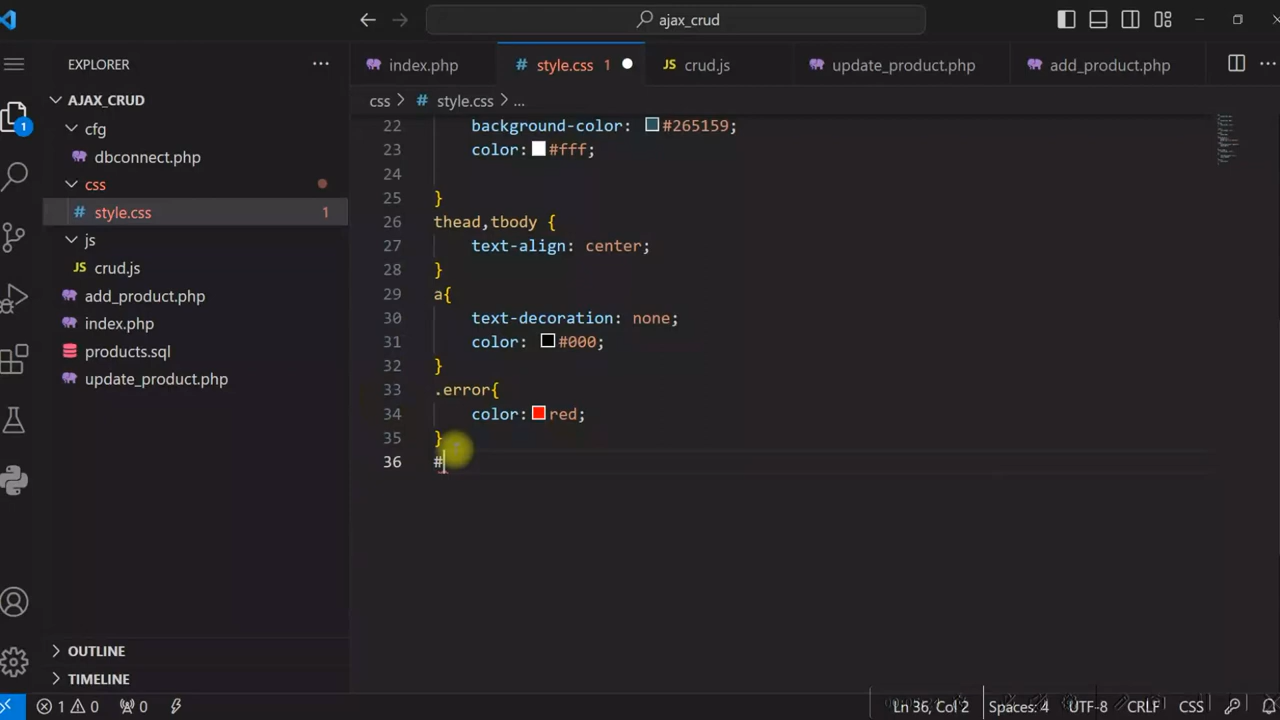 ajax_crud
EXPLORER
index.php
# style.css 1
JS crud.js
update_product.php
add_product.php
AJAX_CRUD
css
# style.css
...
cfg
dbconnect.php
css
# style.css 1
js
JS crud.js
add_product.php
index.php
products.sql
update_product.php
1
22 background-color: #265159;
23 color: #fff;
24
25 }
26 thead,tbody {
27 text-align: center;
28 }
29 a{
30 text-decoration: none;
31 color: #000;
32 }
33 .error{
34 color: red;
35 }
36 #
OUTLINE
TIMELINE
1 0 0
Ln 36, Col 2
Spaces: 4
UTF-8
CRLF
CSS